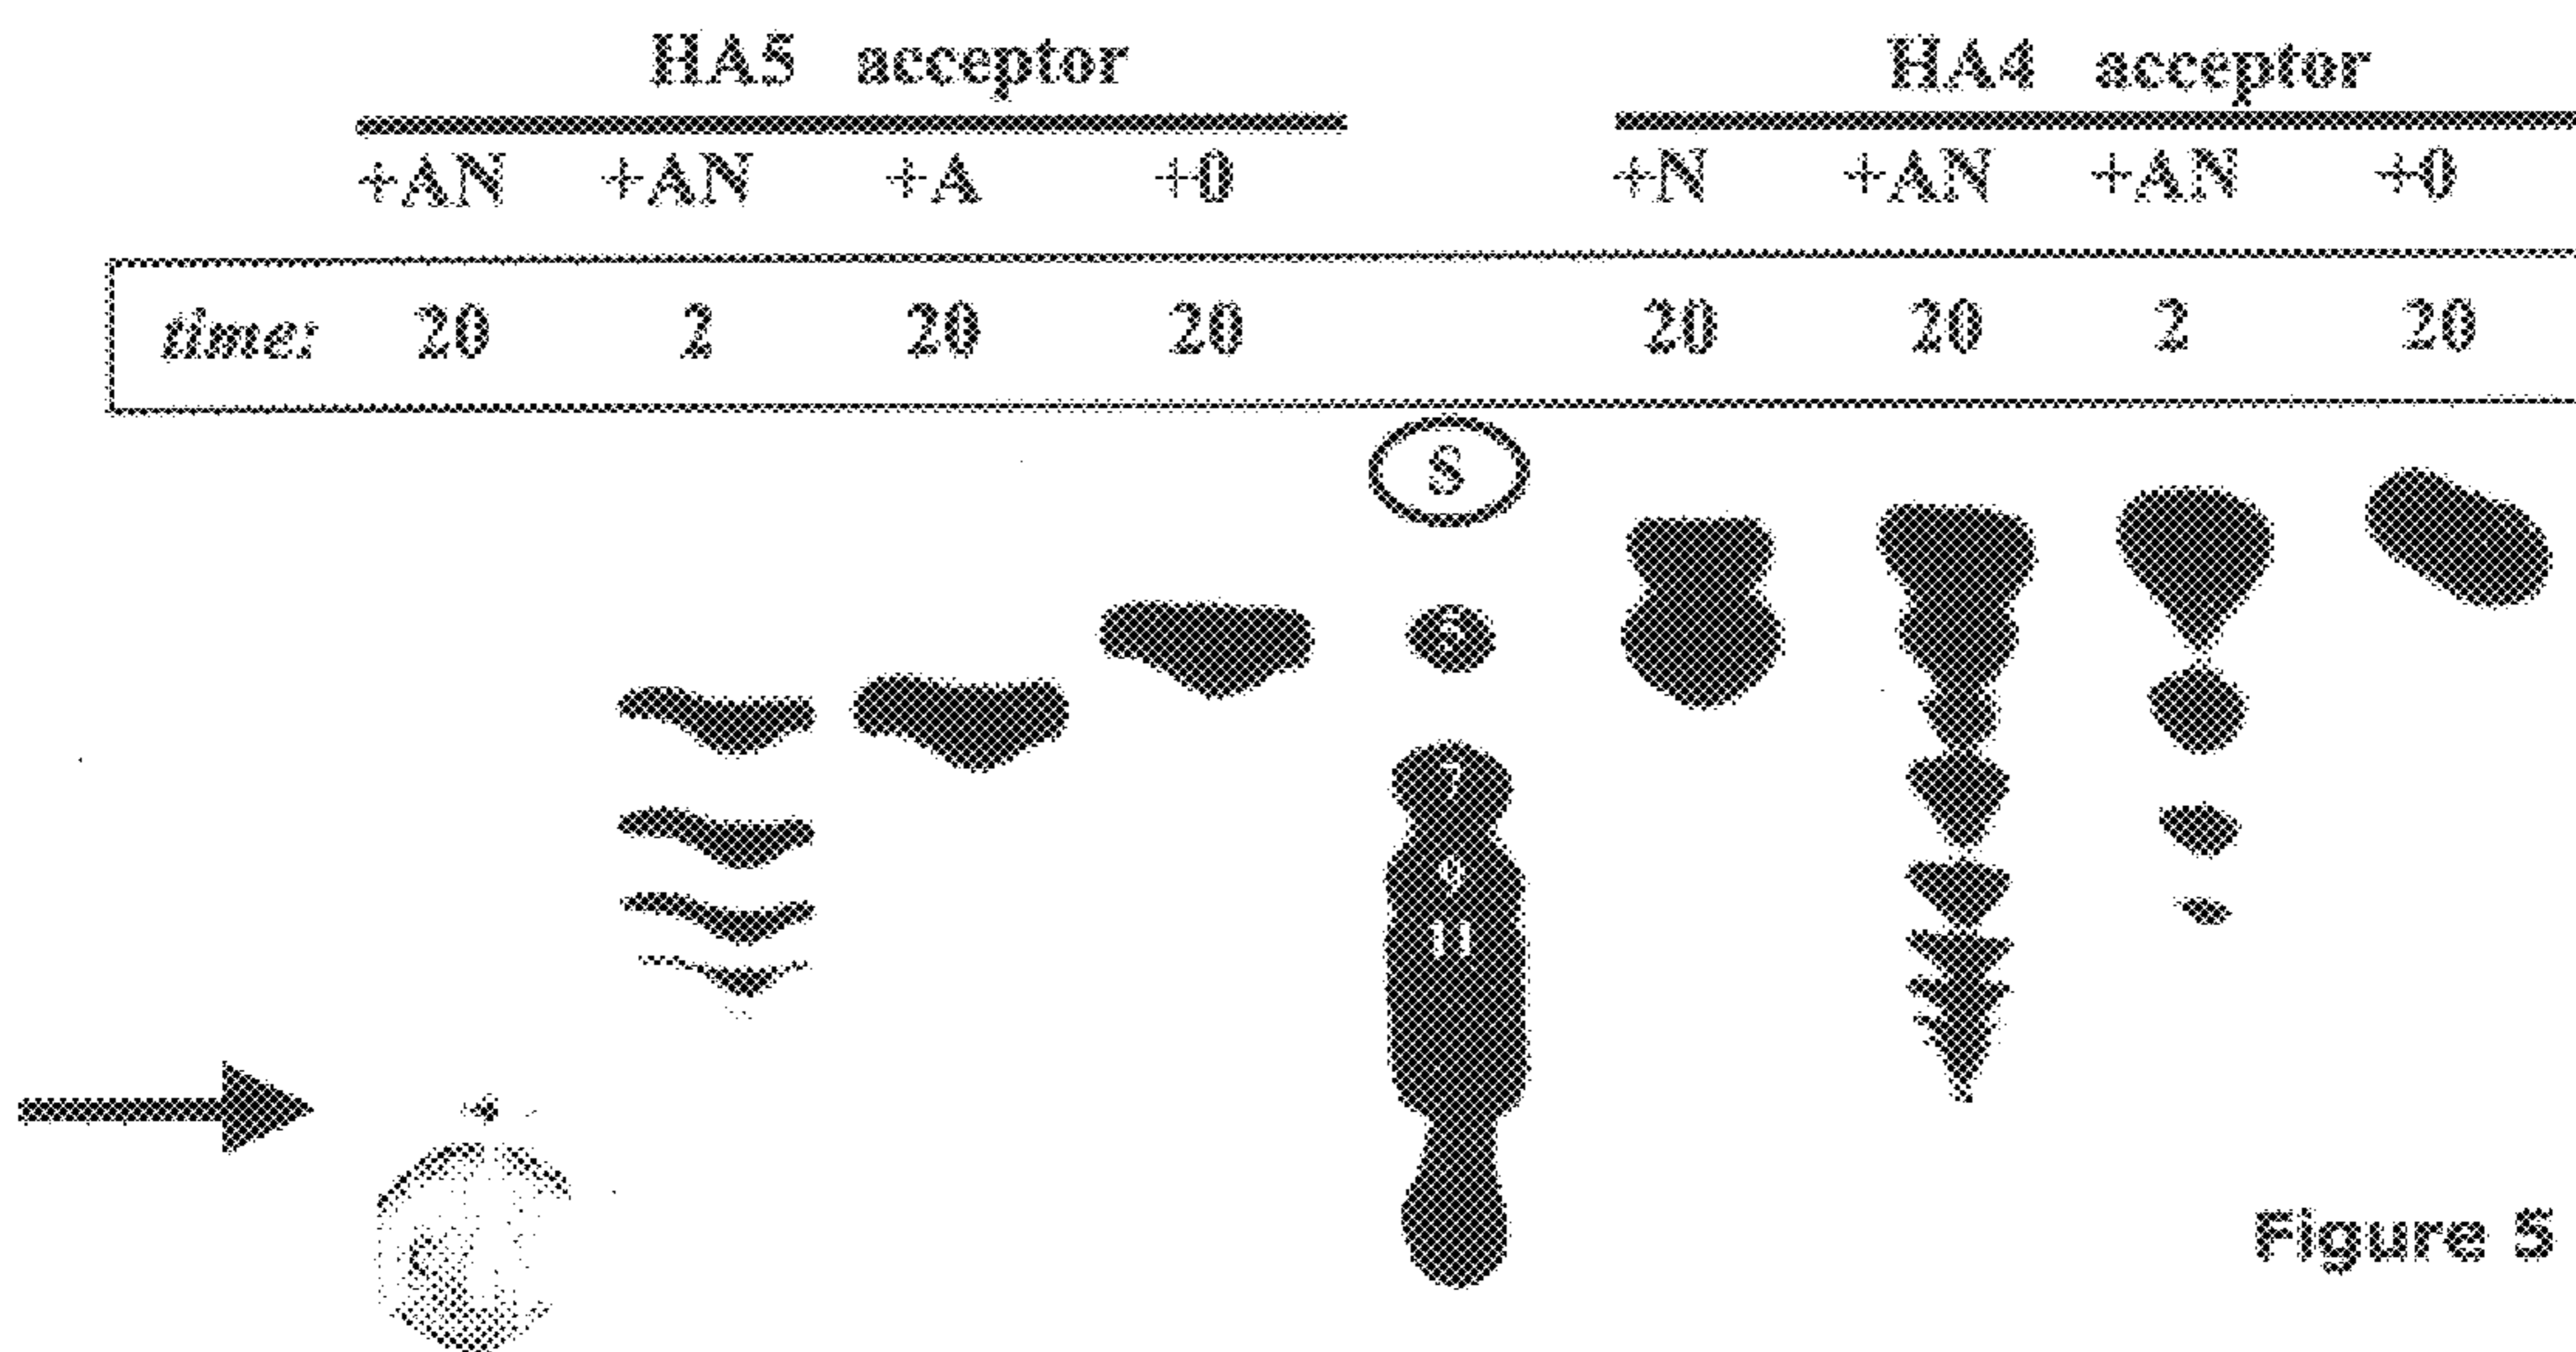 HA5 acceptor HA4 acceptor
+AN +AN +A +0 +N +AN +AN +0
time: 20 2 20 20 20 20 2 20
S
5
7
9
11
Figure 5